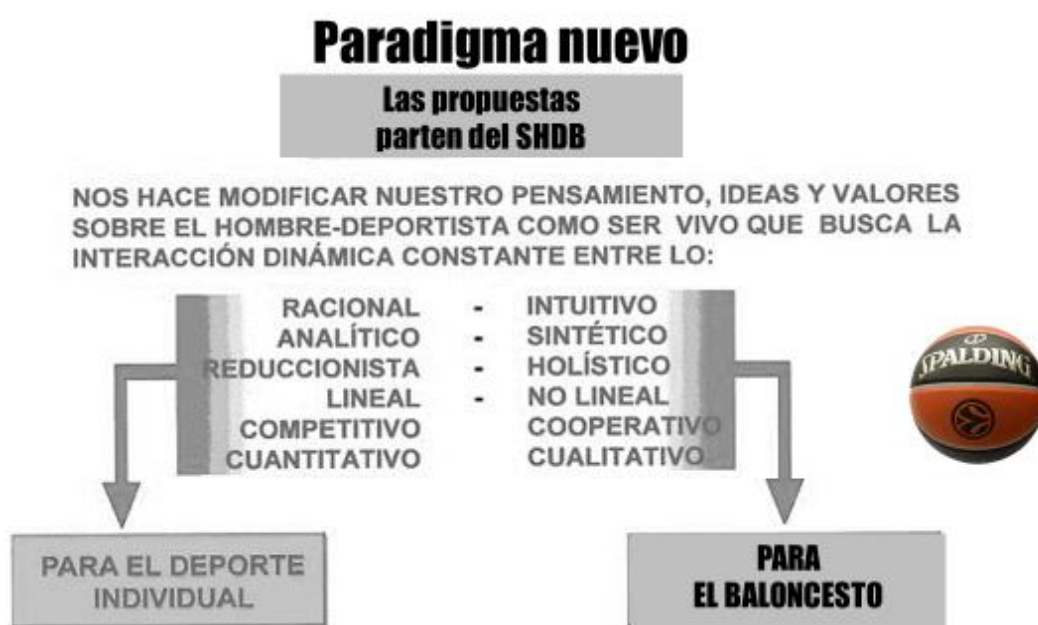 Paradigma nuevo
Las propuestas
parten del SHDB
NOS HACE MODIFICAR NUESTRO PENSAMIENTO, IDEAS Y VALORES
SOBRE EL HOMBRE-DEPORTISTA COMO SER VIVO QUE BUSCA LA
INTERACCIÓN DINÁMICA CONSTANTE ENTRE LO:
RACIONAL - INTUITIVO
ANALÍTICO - SINTÉTICO
REDUCCIONISTA - HOLÍSTICO
LINEAL - NO LINEAL
COMPETITIVO COOPERATIVO
CUANTITATIVO CUALITATIVO
SPALDING
PARA EL DEPORTE
INDIVIDUAL
PARA
EL BALONCESTO